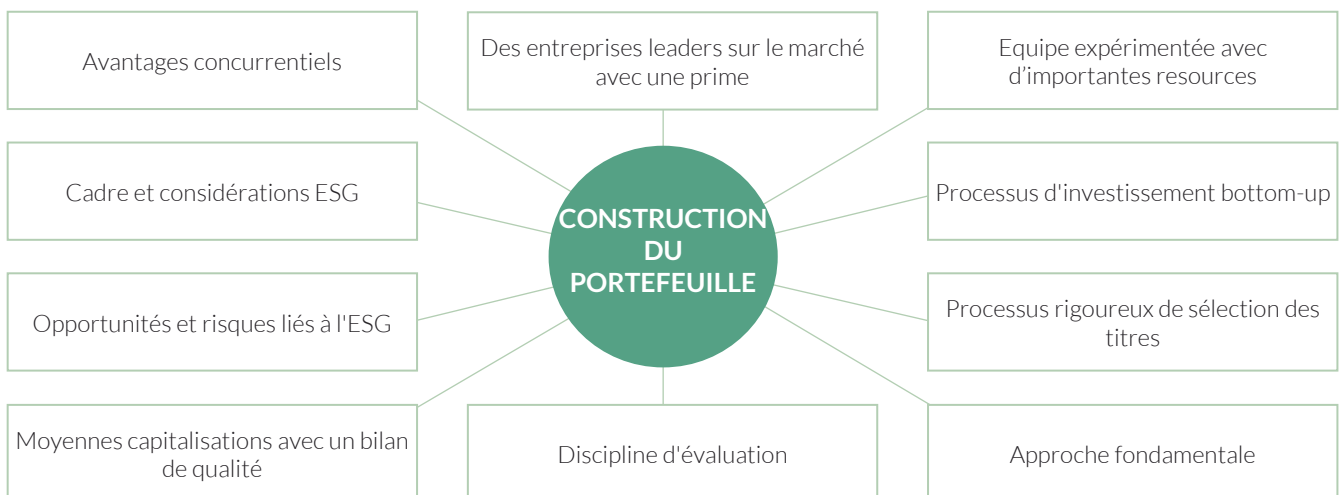 Avantages concurrentiels
Des entreprises leaders sur le marché
avec une prime
Equipe expérimentée avec
d’importantes resources
Cadre et considérations ESG
CONSTRUCTION
DU
PORTEFEUILLE
Processus d'investissement bottom-up
Opportunités et risques liés à l'ESG
Processus rigoureux de sélection des
titres
Moyennes capitalisations avec un bilan
de qualité
Discipline d'évaluation
Approche fondamentale